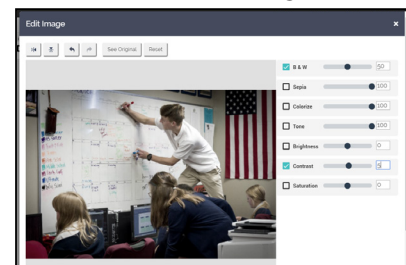 Edit Image
×
See Original
Reset
B & W
50
Sepia
100
Colorize
100
Tone
100
Brightness
0
Contrast
5
Saturation
0